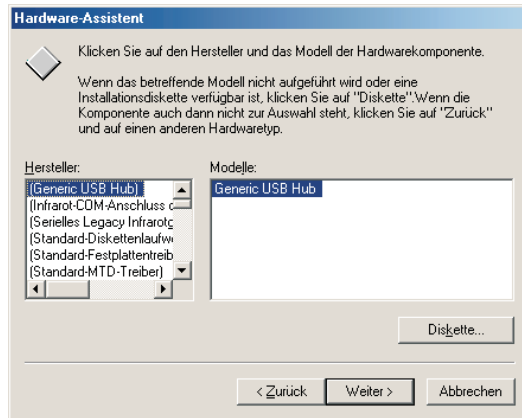 Hardware-Assistent
Klicken Sie auf den Hersteller und das Modell der Hardwarekomponente.
Wenn das betreffende Modell nicht aufgeführt wird oder eine
Installationsdiskette verfügbar ist, klicken Sie auf "Diskette".Wenn die
Komponente auch dann nicht zur Auswahl steht, klicken Sie auf "Zurück"
und auf einen anderen Hardwaretyp.
Hersteller:
(Generic USB Hub)
(Infrarot-COM-Anschluss
(Serielles Legacy Infrarotg
(Standard-Diskettenlaufw
(Standard-Festplattentreib
(Standard-MTD-Treiber)
Modelle:
Generic USB Hub
Diskette...
< Zurück
Weiter >
Abbrechen